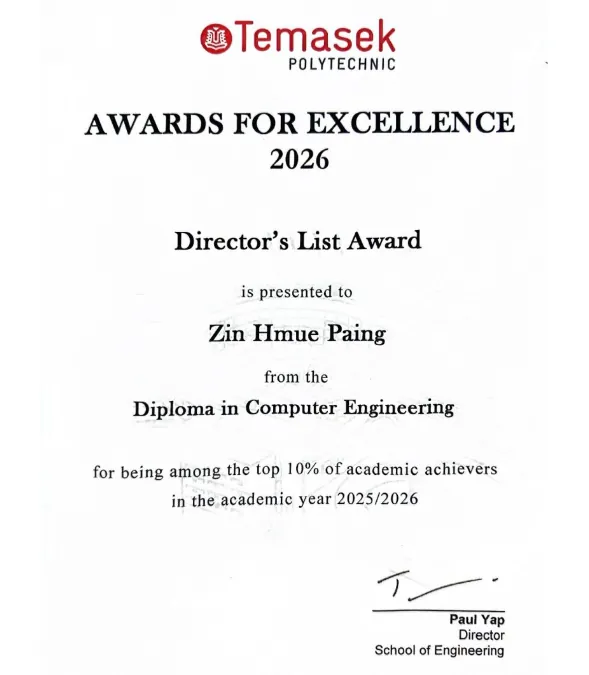 Temasek
POLYTECHNIC
AWARDS FOR EXCELLENCE
2026
Director's List Award
is presented to
Zin Hmue Paing
from the
Diploma in Computer Engineering
for being among the top 10% of academic achievers
in the academic year 2025/2026
Paul Yap
Director
School of Engineering